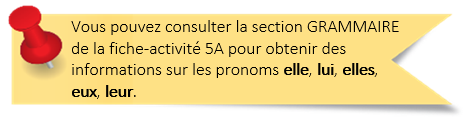 Vous pouvez consulter la section GRAMMAIRE
de la fiche-activité 5A pour obtenir des
informations sur les pronoms elle, lui, elles,
eux, leur.